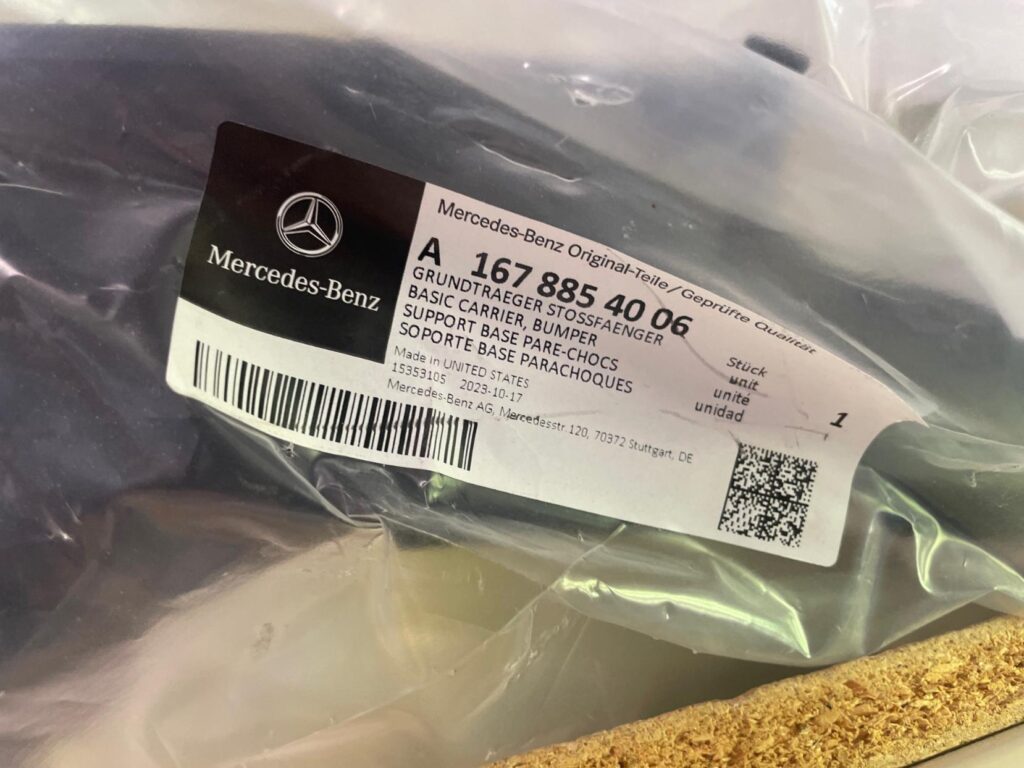 Mercedes-Benz
Mercedes-Benz Original-Teile/Geprüfte Qualität
A 167 885 40 06
GRUNDTRAEGER STOSSFAENGER
BASIC CARRIER, BUMPER
SUPPORT BASE PARE-CHOCS
SOPORTE BASE PARACHOQUES
Made in UNITED STATES
15353105 2023-10-17
Mercedes-Benz AG, Mercedesstr.120, 70372 Stuttgart, DE
Stück
unit
unité
unidad
1